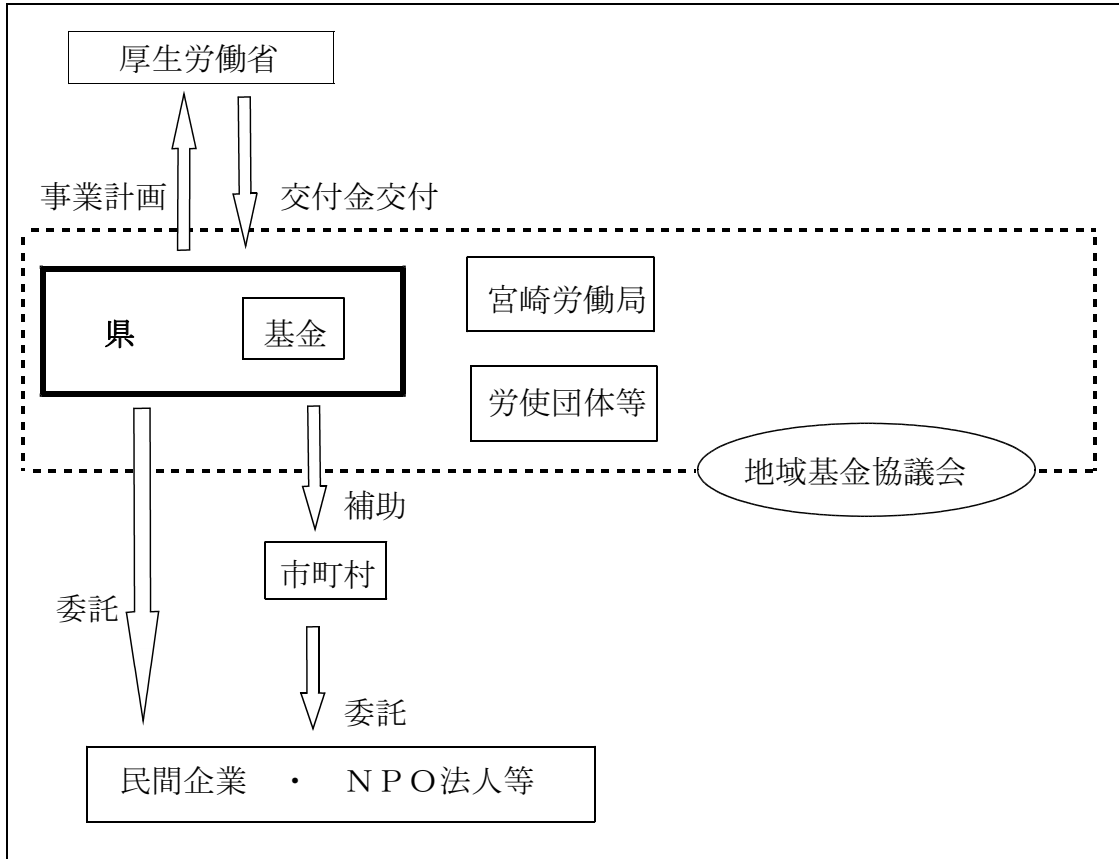 厚生労働省
事業計画
交付金交付
県
基金
宮崎労働局
労使団体等
地域基金協議会
補助
市町村
委託
委託
民間企業　・　ＮＰＯ法人等